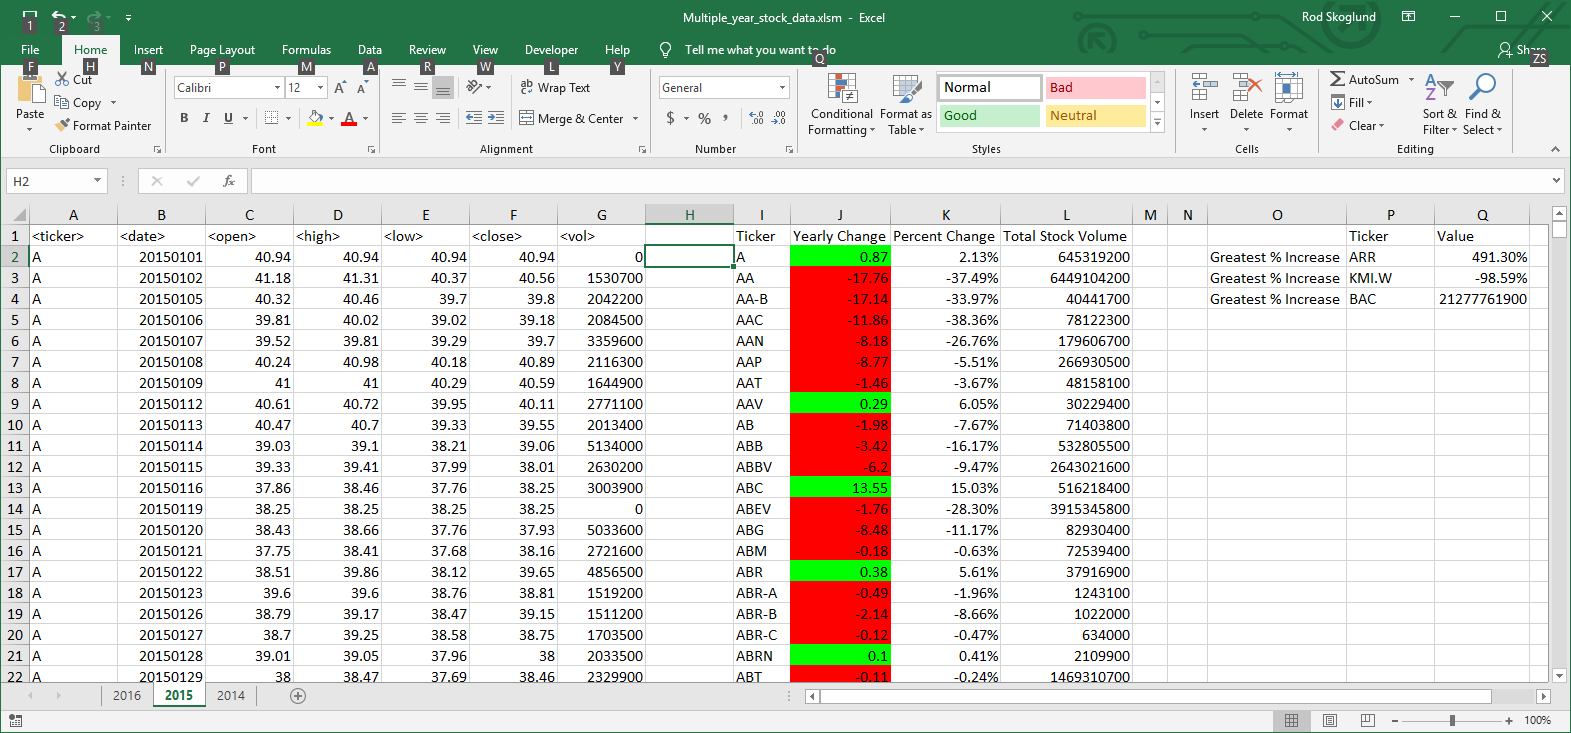 1 2 3 Multiple_year_stock_data.xlsm - Excel Rod Skoglund
File Home Insert Page Layout Formulas Data Review View Developer Help Tell me what you want to do Share
F H N P M A R W L Y Q ZS
Cut
Copy
Format Painter
Paste
Clipboard
Calibri 12
B I U A
Font
Wrap Text
Merge & Center
Alignment
General
$ % ,
Number
Conditional Formatting
Format as Table
Normal Bad
Good Neutral
Styles
Insert Delete Format
Cells
AutoSum
Fill
Clear
Sort & Filter
Find & Select
Editing
H2 fx
A B C D E F G H I J K L M N O P Q
1 <ticker> <date> <open> <high> <low> <close> <vol> Ticker Yearly Change Percent Change Total Stock Volume Ticker Value
2 A 20150101 40.94 40.94 40.94 40.94 0 A 0.87 2.13% 645319200 Greatest % Increase ARR 491.30%
3 A 20150102 41.18 41.31 40.37 40.56 1530700 AA -17.76 -37.49% 6449104200 Greatest % Increase KMI.W -98.59%
4 A 20150105 40.32 40.46 39.7 39.8 2042200 AA-B -17.14 -33.97% 40441700 Greatest % Increase BAC 21277761900
5 A 20150106 39.81 40.02 39.02 39.18 2084500 AAC -11.86 -38.36% 78122300
6 A 20150107 39.52 39.81 39.29 39.7 3359600 AAN -8.18 -26.76% 179606700
7 A 20150108 40.24 40.98 40.18 40.89 2116300 AAP -8.77 -5.51% 266930500
8 A 20150109 41 41 40.29 40.59 1644900 AAT -1.46 -3.67% 48158100
9 A 20150112 40.61 40.72 39.95 40.11 2771100 AAV 0.29 6.05% 30229400
10 A 20150113 40.47 40.7 39.33 39.55 2013400 AB -1.98 -7.67% 71403800
11 A 20150114 39.03 39.1 38.21 39.06 5134000 ABB -3.42 -16.17% 532805500
12 A 20150115 39.33 39.41 37.99 38.01 2630200 ABBV -6.2 -9.47% 2643021600
13 A 20150116 37.86 38.46 37.76 38.25 3003900 ABC 13.55 15.03% 516218400
14 A 20150119 38.25 38.25 38.25 38.25 0 ABEV -1.76 -28.30% 3915345800
15 A 20150120 38.43 38.66 37.76 37.93 5033600 ABG -8.48 -11.17% 82930400
16 A 20150121 37.75 38.41 37.68 38.16 2721600 ABM -0.18 -0.63% 72539400
17 A 20150122 38.51 39.86 38.12 39.65 4856500 ABR 0.38 5.61% 37916900
18 A 20150123 39.6 39.6 38.76 38.81 1519200 ABR-A -0.49 -1.96% 1243100
19 A 20150126 38.79 39.17 38.47 39.15 1511200 ABR-B -2.14 -8.66% 1022000
20 A 20150127 38.7 39.25 38.58 38.75 1703500 ABR-C -0.12 -0.47% 634000
21 A 20150128 39.01 39.05 37.96 38 2033500 ABRN 0.1 0.41% 2109900
22 A 20150129 38 38.47 37.69 38.46 2329900 ABT -0.11 -0.24% 1469310700
2016 2015 2014
100%